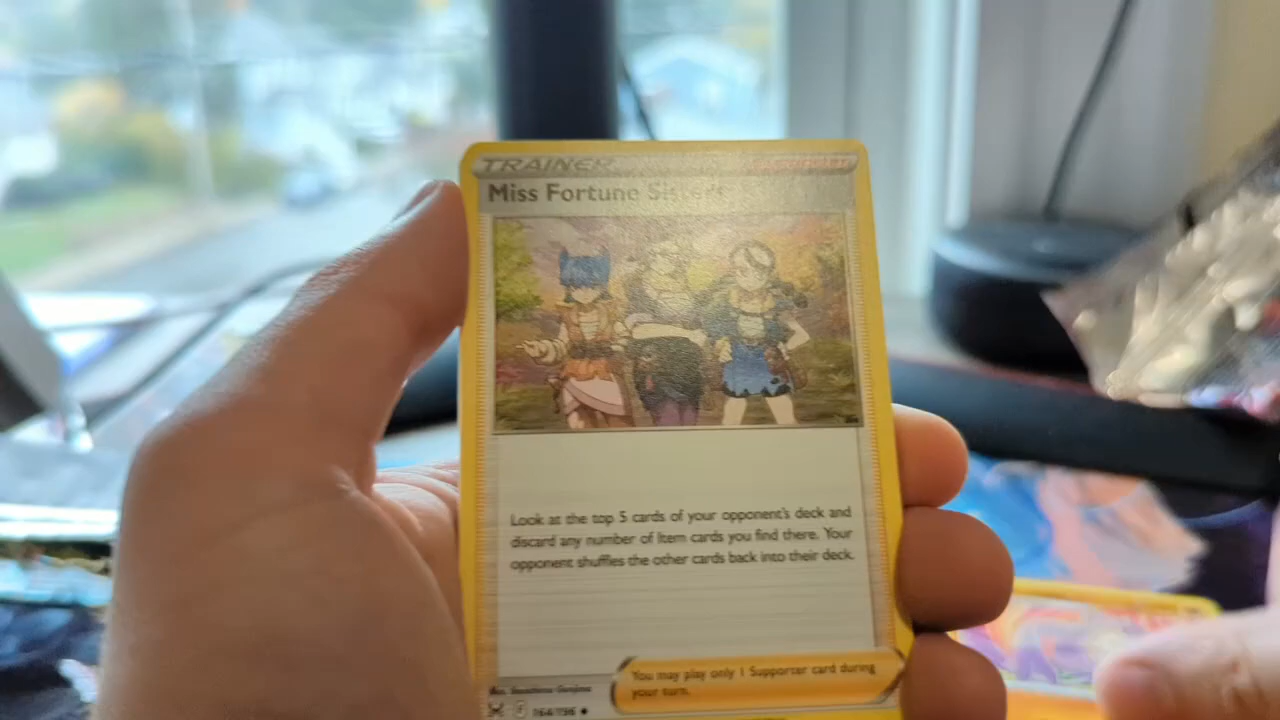 TRAINER
Miss Fortune Sisters
Look at the top 5 cards of your opponent's deck and
discard any number of Item cards you find there. Your
opponent shuffles the other cards back into their deck.
You may play only 1 Supporter card during
your turn.
F 164/196